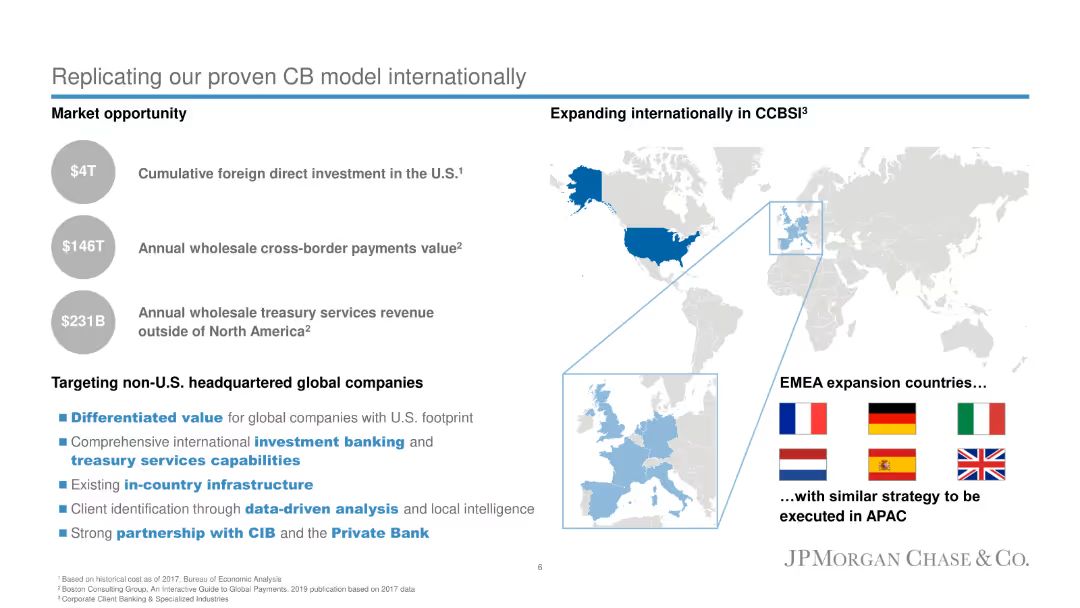 Replicating our proven CB model internationally
Market opportunity
$4T
Cumulative foreign direct investment in the U.S.¹
$146T
Annual wholesale cross-border payments value²
$231B
Annual wholesale treasury services revenue
outside of North America²
Targeting non-U.S. headquartered global companies
■ Differentiated value for global companies with U.S. footprint
■ Comprehensive international investment banking and
treasury services capabilities
■ Existing in-country infrastructure
■ Client identification through data-driven analysis and local intelligence
■ Strong partnership with CIB and the Private Bank
Expanding internationally in CCBSI³
EMEA expansion countries…
…with similar strategy to be
executed in APAC
JPMORGAN CHASE & CO.
6
¹ Based on historical cost as of 2017, Bureau of Economic Analysis
² Boston Consulting Group, An Interactive Guide to Global Payments, 2019 publication based on 2017 data
³ Corporate Client Banking & Specialized Industries